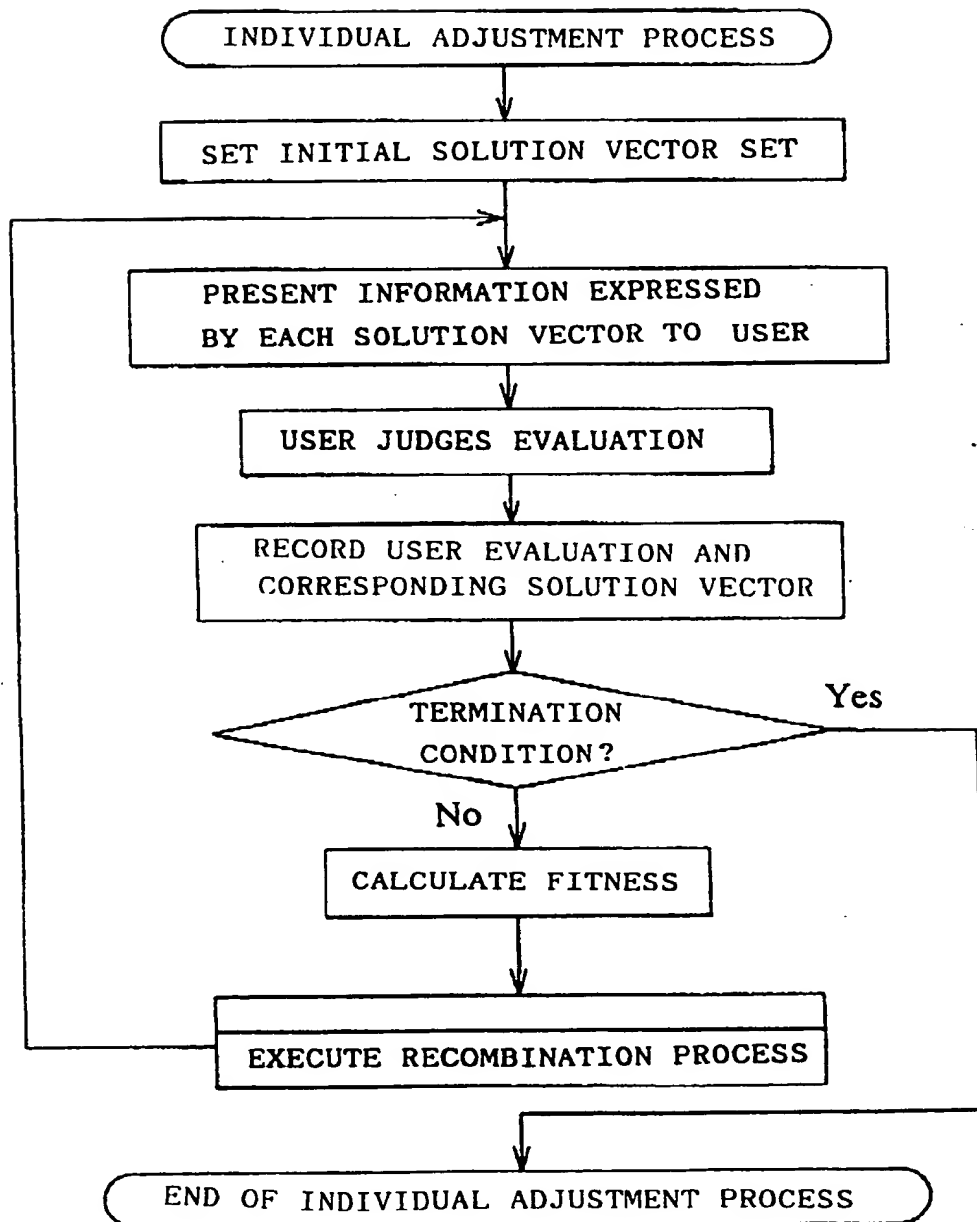 INDIVIDUAL ADJUSTMENT PROCESS
SET INITIAL SOLUTION VECTOR SET
PRESENT INFORMATION EXPRESSED
BY EACH SOLUTION VECTOR TO USER
USER JUDGES EVALUATION
RECORD USER EVALUATION AND
CORRESPONDING SOLUTION VECTOR
TERMINATION
CONDITION?
Yes
No
CALCULATE FITNESS
EXECUTE RECOMBINATION PROCESS
END OF INDIVIDUAL ADJUSTMENT PROCESS